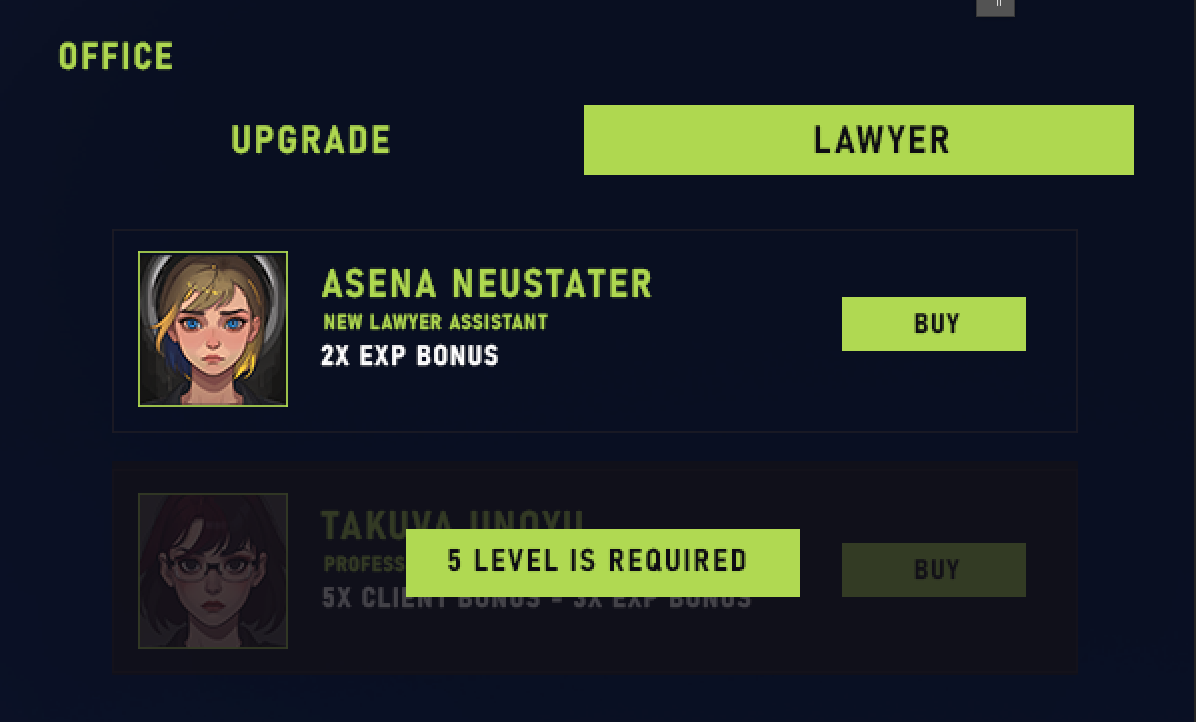 OFFICE
UPGRADE
LAWYER
ASENA NEUSTATER
NEW LAWYER ASSISTANT
2X EXP BONUS
BUY
TAKUYA UNOYU
5 LEVEL IS REQUIRED
BUY
5X CLIENT BONUS - 3X EXP BONUS